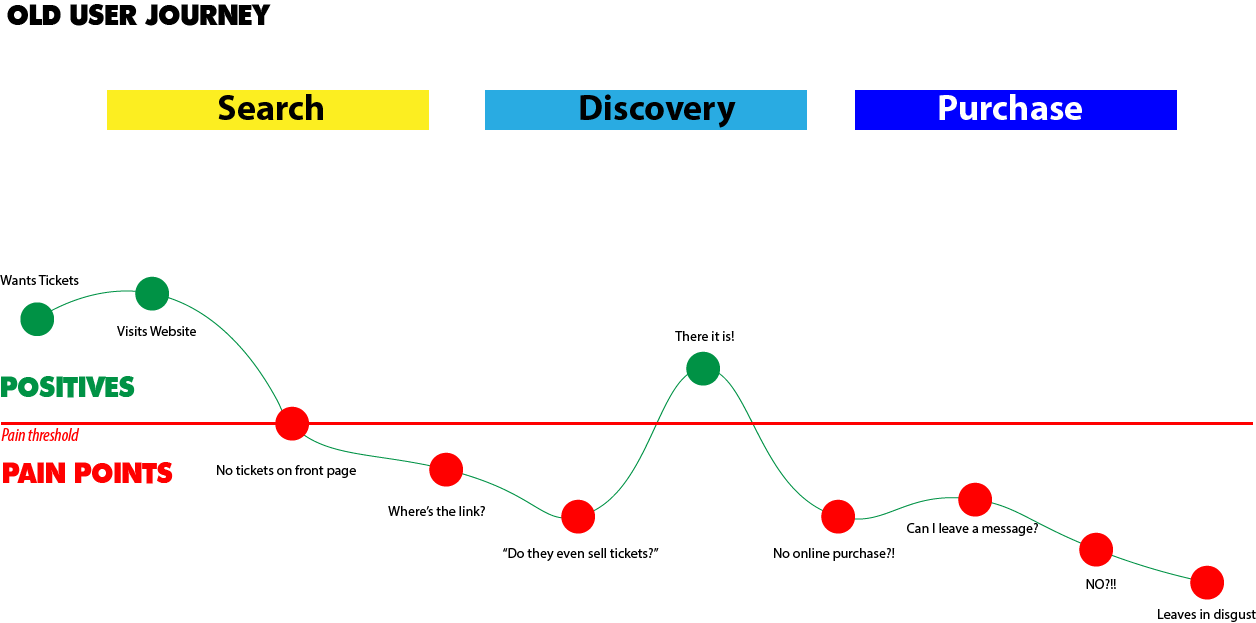 OLD USER JOURNEY
Search
Discovery
Purchase
Wants Tickets
Visits Website
There it is!
POSITIVES
Pain threshold
PAIN POINTS
No tickets on front page
Where’s the link?
“Do they even sell tickets?”
No online purchase?!
Can I leave a message?
NO?!!
Leaves in disgust